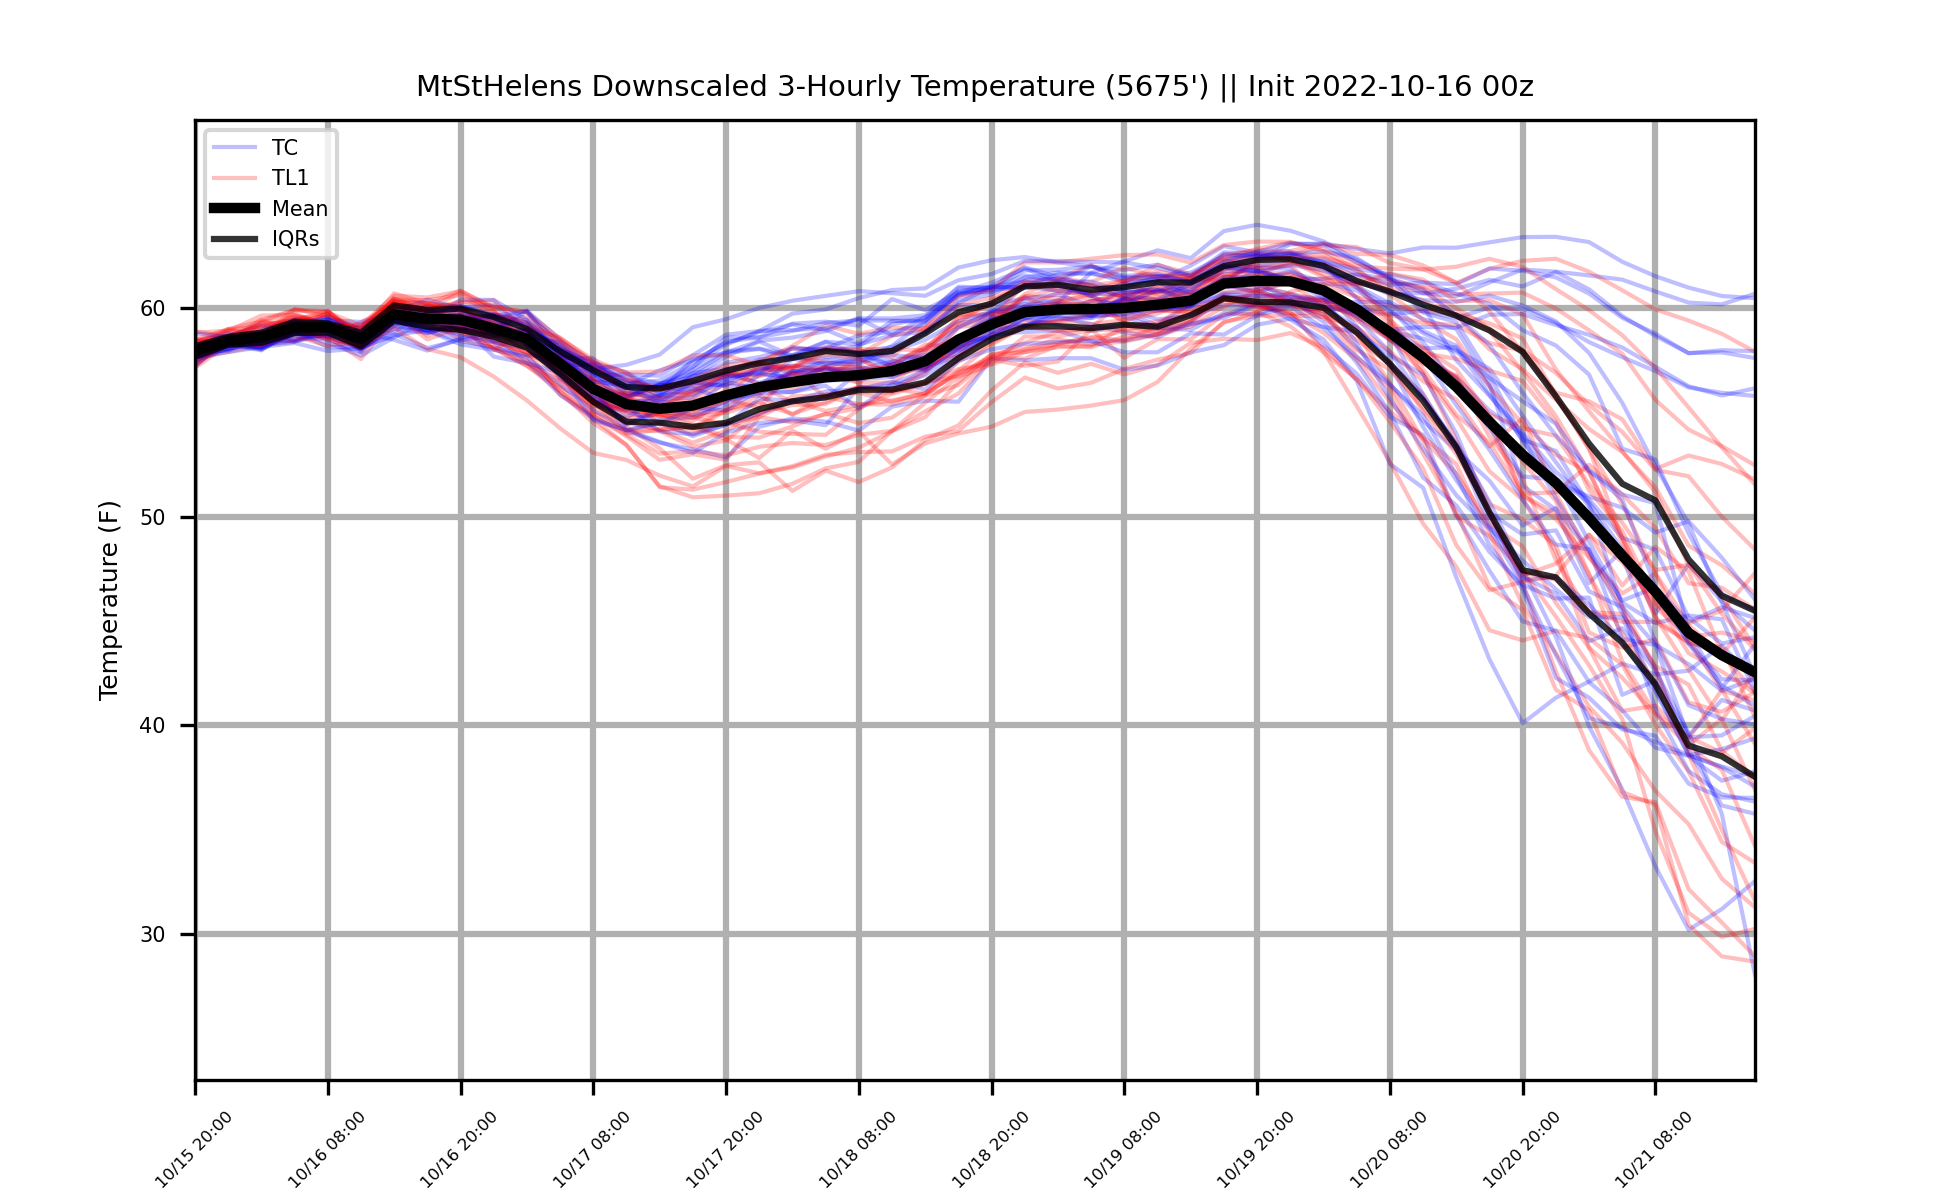 MtStHelens Downscaled 3-Hourly Temperature (5675') || Init 2022-10-16 00z
TC
TL1
Mean
IQRs
60
50
40
30
Temperature (F)
10/15 20:00
10/16 08:00
10/16 20:00
10/17 08:00
10/17 20:00
10/18 08:00
10/18 20:00
10/19 08:00
10/19 20:00
10/20 08:00
10/20 20:00
10/21 08:00